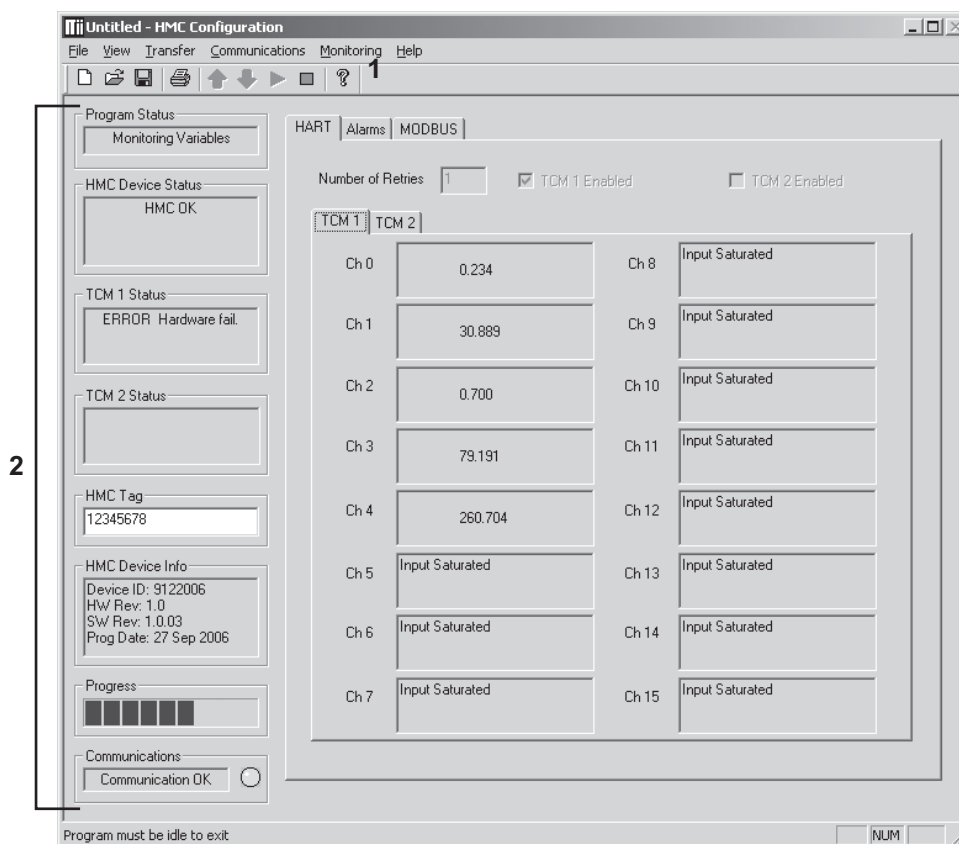 Untitled - HMC Configuration
File View Transfer Communications Monitoring Help
1
2
Program Status
Monitoring Variables
HMC Device Status
HMC OK
TCM 1 Status
ERROR Hardware fail.
TCM 2 Status
HMC Tag
12345678
HMC Device Info
Device ID: 9122006
HW Rev: 1.0
SW Rev: 1.0.03
Prog Date: 27 Sep 2006
Progress
Communications
Communication OK
HART Alarms MODBUS
Number of Retries 1 TCM 1 Enabled TCM 2 Enabled
TCM 1 TCM 2
Ch 0 0.234
Ch 1 30.889
Ch 2 0.700
Ch 3 79.191
Ch 4 260.704
Ch 5 Input Saturated
Ch 6 Input Saturated
Ch 7 Input Saturated
Ch 8 Input Saturated
Ch 9 Input Saturated
Ch 10 Input Saturated
Ch 11 Input Saturated
Ch 12 Input Saturated
Ch 13 Input Saturated
Ch 14 Input Saturated
Ch 15 Input Saturated
Program must be idle to exit
NUM